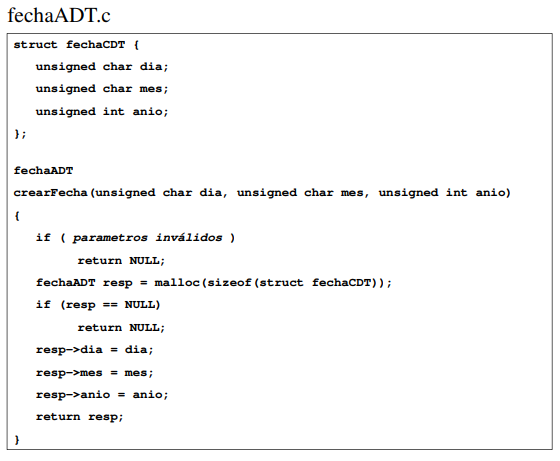 fechaADT.c
struct fechaCDT {
unsigned char dia;
unsigned char mes;
unsigned int anio;
};
fechaADT
crearFecha(unsigned char dia, unsigned char mes, unsigned int anio)
{
if ( parametros inválidos )
return NULL;
fechaADT resp = malloc(sizeof(struct fechaCDT));
if (resp == NULL)
return NULL;
resp->dia = dia;
resp->mes = mes;
resp->anio = anio;
return resp;
}